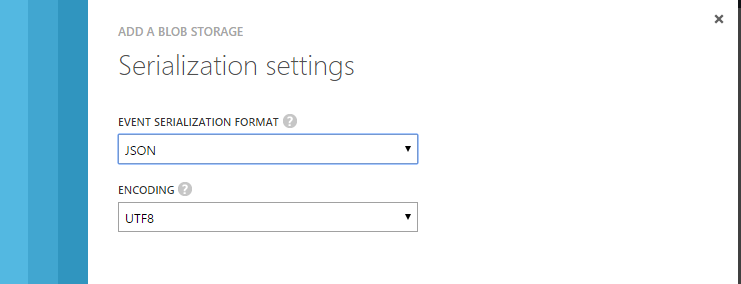 ADD A BLOB STORAGE
Serialization settings
EVENT SERIALIZATION FORMAT ?
JSON
ENCODING ?
UTF8